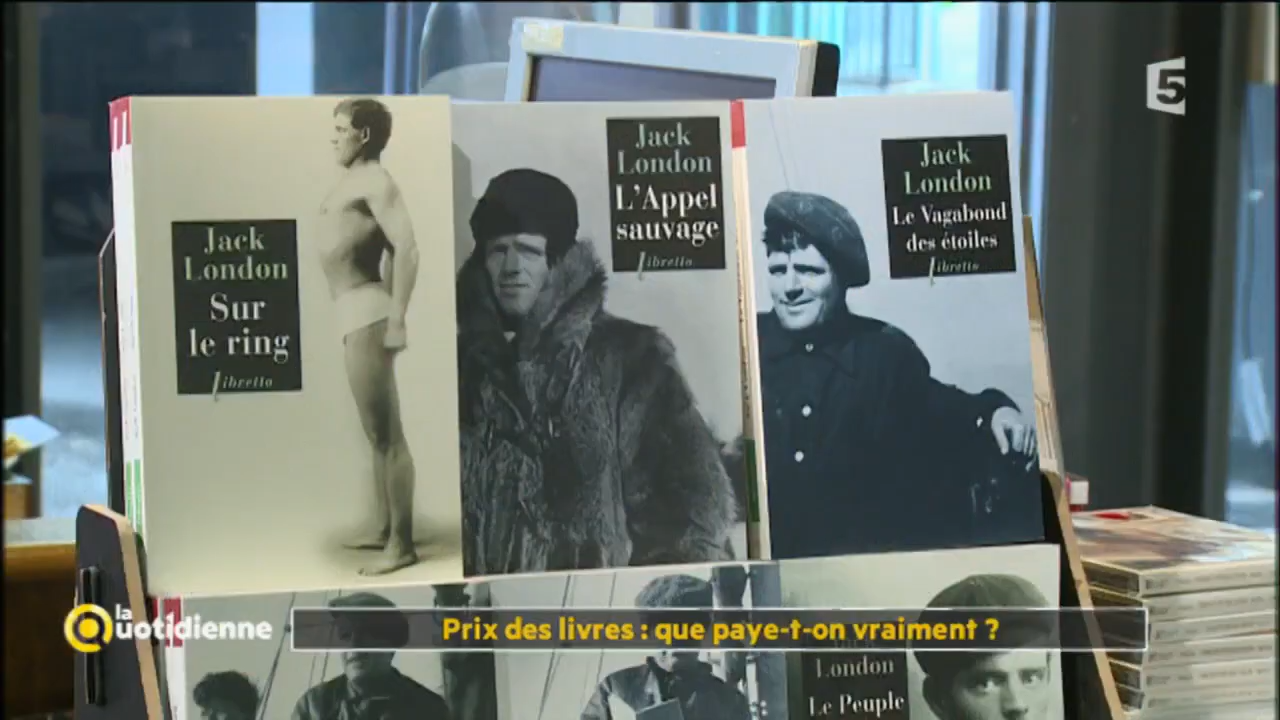 5
Jack
London
Sur
le ring
libretto
Jack
London
L'Appel
sauvage
libretto
Jack
London
Le Vagabond
des étoiles
libretto
la
Quotidienne
Prix des livres : que paye-t-on vraiment ?
London
Le Peuple